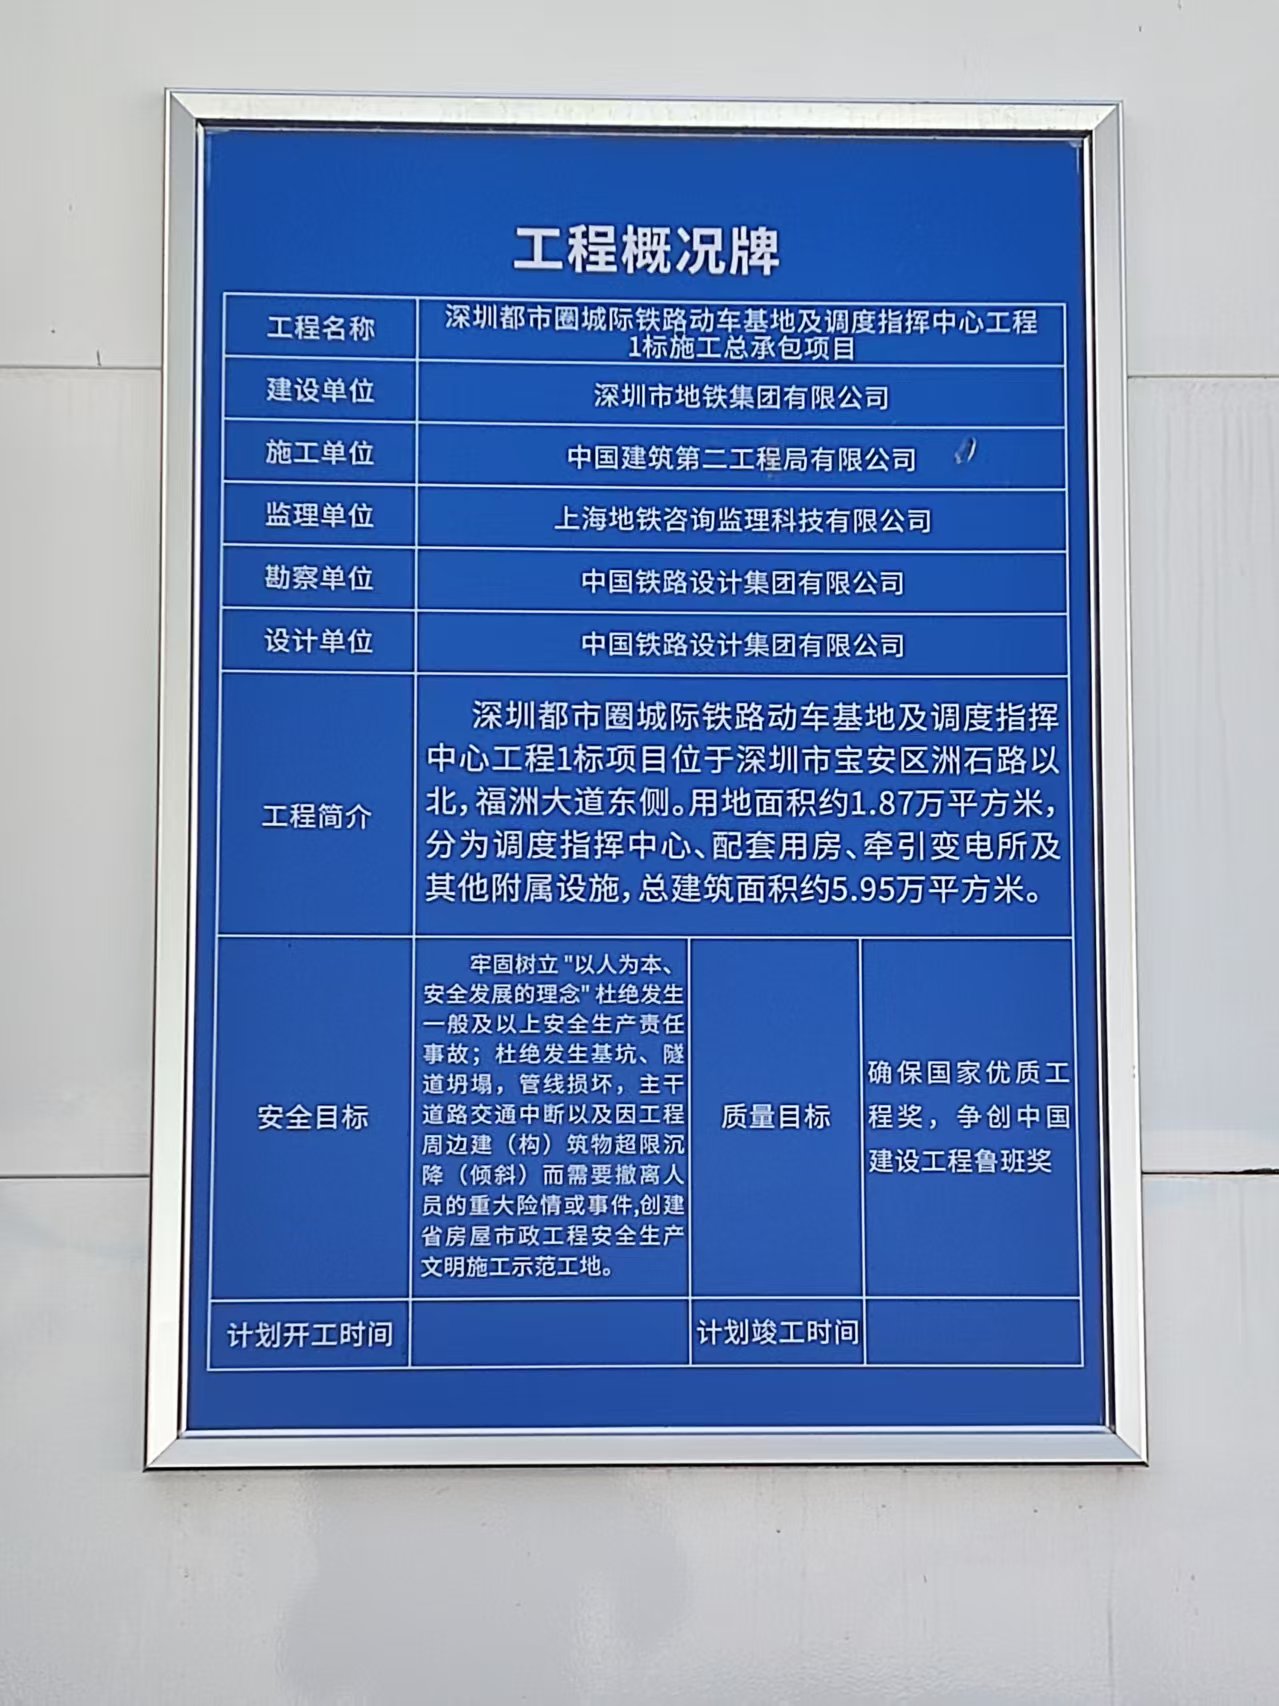 工程概况牌
工程名称
深圳都市圈城际铁路动车基地及调度指挥中心工程
1标施工总承包项目
建设单位
深圳市地铁集团有限公司
施工单位
中国建筑第二工程局有限公司
监理单位
上海地铁咨询监理科技有限公司
勘察单位
中国铁路设计集团有限公司
设计单位
中国铁路设计集团有限公司
工程简介
深圳都市圈城际铁路动车基地及调度指挥
中心工程1标项目位于深圳市宝安区洲石路以
北，福洲大道东侧。用地面积约1.87万平方米，
分为调度指挥中心、配套用房、牵引变电所及
其他附属设施，总建筑面积约5.95万平方米。
安全目标
牢固树立"以人为本、
安全发展的理念"杜绝发生
一般及以上安全生产责任
事故；杜绝发生基坑、隧
道坍塌，管线损坏，主干
道路交通中断以及因工程
周边建（构）筑物超限沉
降（倾斜）而需要撤离人
员的重大险情或事件,创建
省房屋市政工程安全生产
文明施工示范工地。
质量目标
确保国家优质工
程奖，争创中国
建设工程鲁班奖
计划开工时间
计划竣工时间